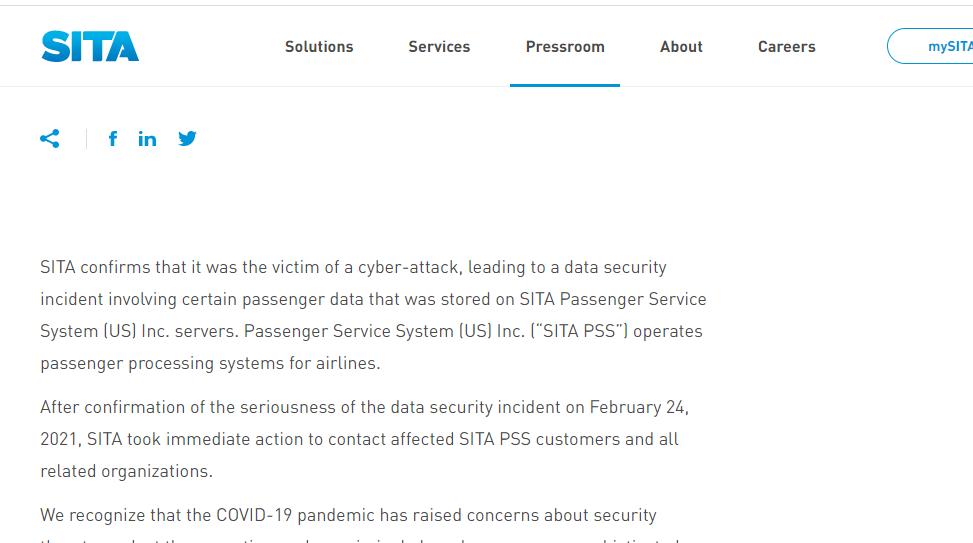 SITA
Solutions Services Pressroom About Careers mySITA
SITA confirms that it was the victim of a cyber-attack, leading to a data security
incident involving certain passenger data that was stored on SITA Passenger Service
System (US) Inc. servers. Passenger Service System (US) Inc. (“SITA PSS”) operates
passenger processing systems for airlines.
After confirmation of the seriousness of the data security incident on February 24,
2021, SITA took immediate action to contact affected SITA PSS customers and all
related organizations.
We recognize that the COVID-19 pandemic has raised concerns about security